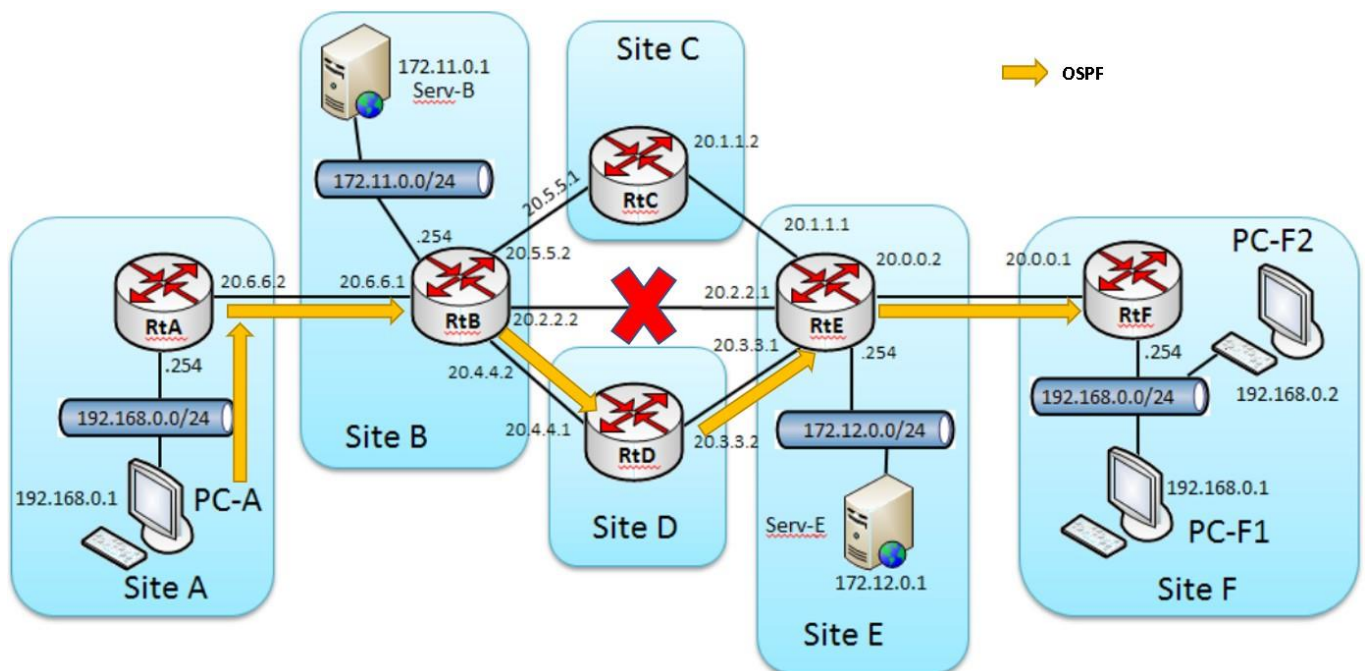 Site C
OSPF
172.11.0.1
Serv-B
20.1.1.2
172.11.0.0/24
20.5.5.1
RtC
.254
20.5.5.2
20.1.1.1
PC-F2
20.6.6.2
20.6.6.1
20.2.2.1
20.0.0.2
20.0.0.1
RtA
RtB
RtE
RtF
20.2.2.2
.254
20.3.3.1
.254
.254
20.4.4.2
192.168.0.2
192.168.0.0/24
192.168.0.0/24
Site B
20.4.4.1
RtD
20.3.3.2
172.12.0.0/24
192.168.0.1
PC-A
192.168.0.1
Site D
Serv-E
PC-F1
Site A
172.12.0.1
Site F
Site E